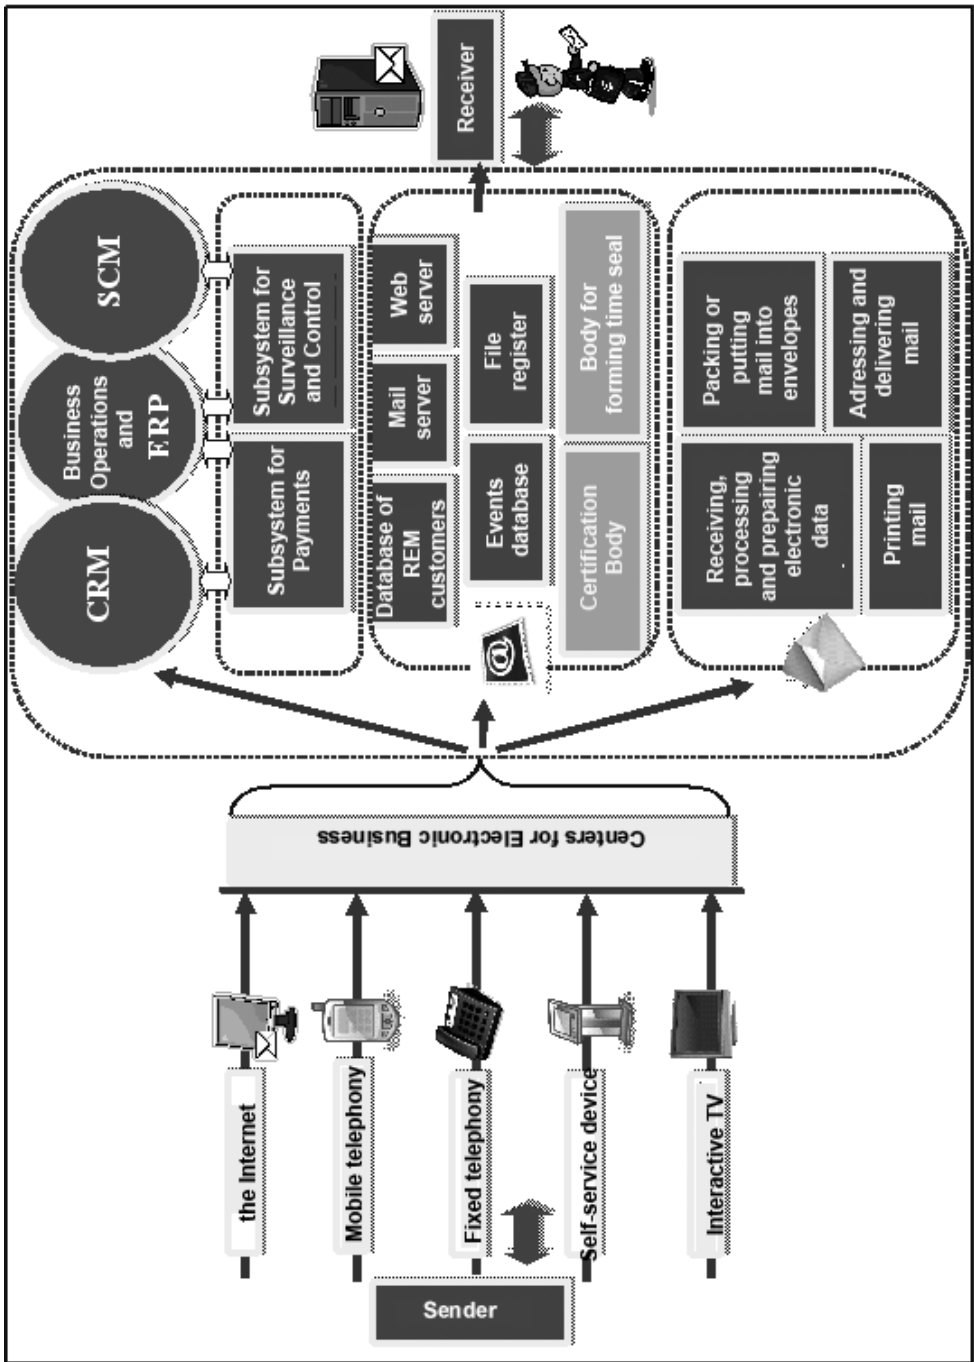 Sender
the Internet
Mobile telephony
Fixed telephony
Self-service device
Interactive TV
Centers for Electronic Business
CRM
Business
Operations
and
ERP
SCM
Subsystem for
Payments
Subsystem for
Surveillance
and Control
Database of
REM
customers
Mail
server
Web
server
@
Events
database
File
register
Certification
Body
Body for
forming time seal
Receiving,
processing
and prepairing
electronic
data
Packing or
putting
mail into
envelopes
Printing
mail
Adressing and
delivering
mail
Receiver